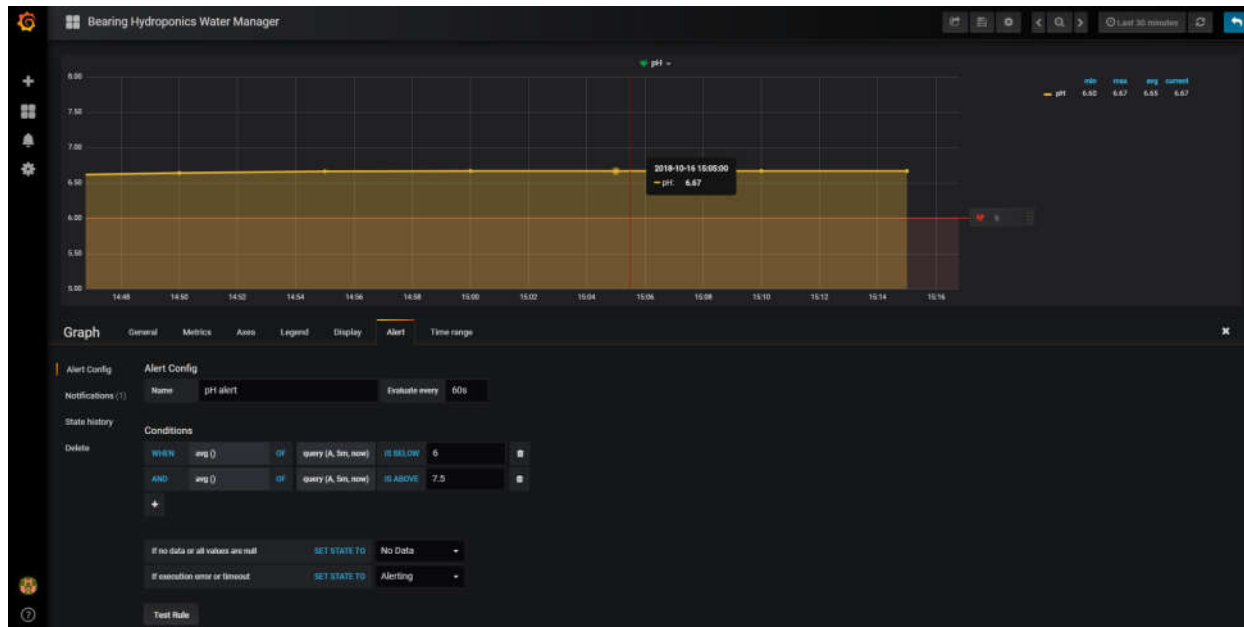 Bearing Hydroponics Water Manager
Last 30 minutes
pH
8.00
7.50
7.00
6.50
6.00
5.50
5.00
14:48 14:50 14:52 14:54 14:56 14:58 15:00 15:02 15:04 15:06 15:08 15:10 15:12 15:14 15:16
min max avg current
pH 6.60 6.67 6.65 6.67
2018-10-16 15:05:00
pH: 6.67
Graph General Metrics Axes Legend Display Alert Time range
Alert Config
Notifications (1)
State history
Delete
Alert Config
Name pH alert Evaluate every 60s
Conditions
WHEN avg () OF query (A, 5m, now) IS BELOW 6
AND avg () OF query (A, 5m, now) IS ABOVE 7.5
If no data or all values are null SET STATE TO No Data
If execution error or timeout SET STATE TO Alerting
Test Rule